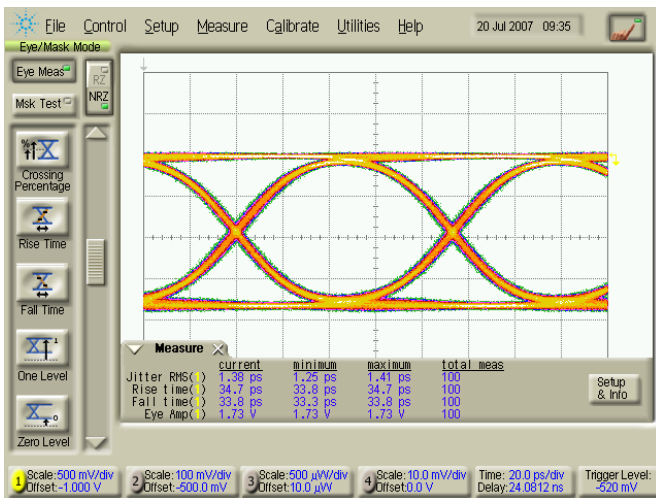 File Control Setup Measure Calibrate Utilities Help 20 Jul 2007 09:35
Eye/Mask Mode
Eye Meas
RZ
Msk Test
NRZ
Crossing
Percentage
Rise Time
Fall Time
One Level
Zero Level
Measure
current minimum maximum total meas
Jitter RMS(1) 1.38 ps 1.25 ps 1.41 ps 100
Rise time(1) 34.7 ps 33.8 ps 34.7 ps 100
Fall time(1) 33.8 ps 33.3 ps 33.8 ps 100
Eye Amp(1) 1.73 V 1.73 V 1.73 V 100
Setup
& Info
1 Scale:500 mV/div Offset:-1.000 V
2 Scale:100 mV/div Offset:-500.0 mV
3 Scale:500 µW/div Offset:10.0 µW
4 Scale:10.0 mV/div Offset:0.0 V
Time: 20.0 ps/div Delay:24.0812 ns
Trigger Level: -520 mV